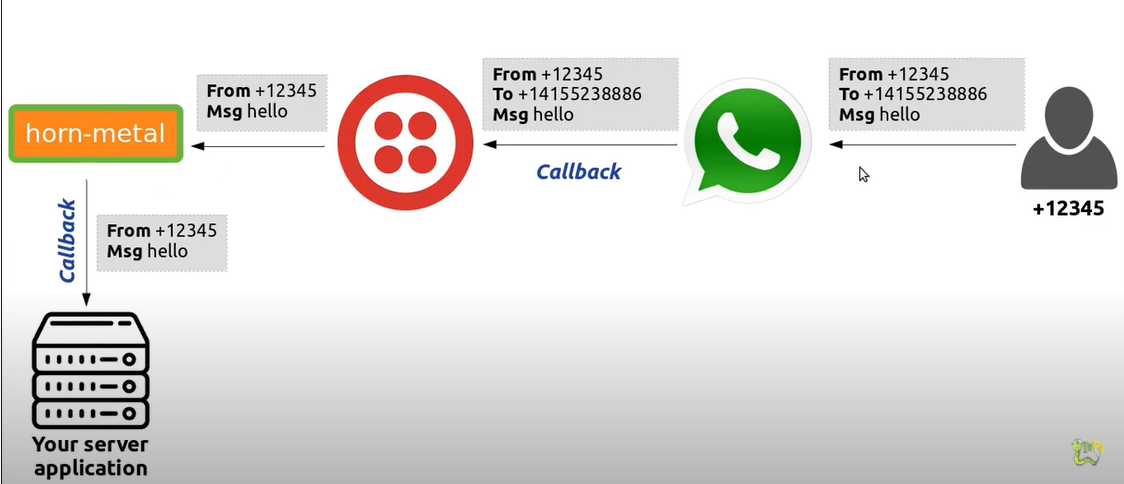 horn-metal
From +12345
Msg hello
From +12345
To +14155238886
Msg hello
Callback
From +12345
To +14155238886
Msg hello
+12345
Callback
From +12345
Msg hello
Your server
application